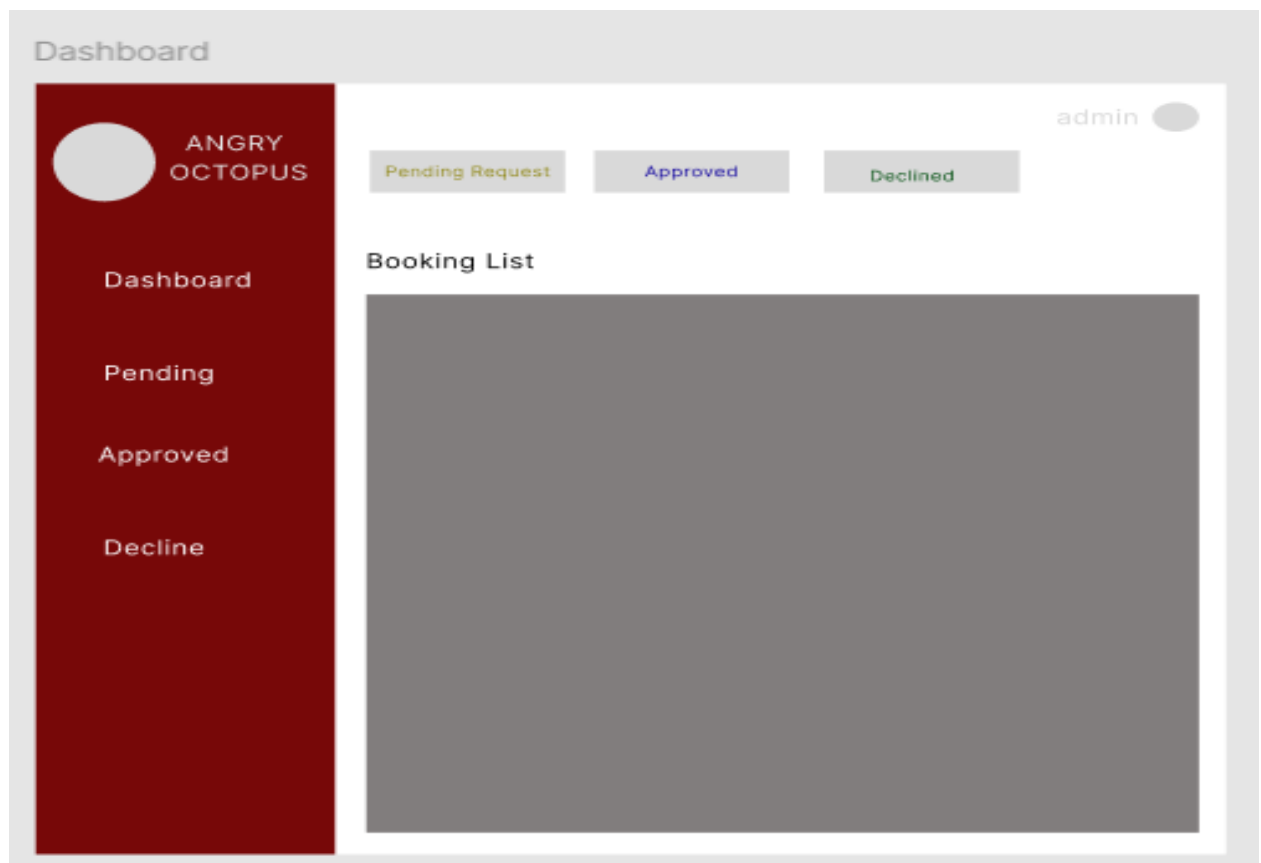 Dashboard
ANGRY
OCTOPUS
Dashboard
Pending
Approved
Decline
admin
Pending Request
Approved
Declined
Booking List